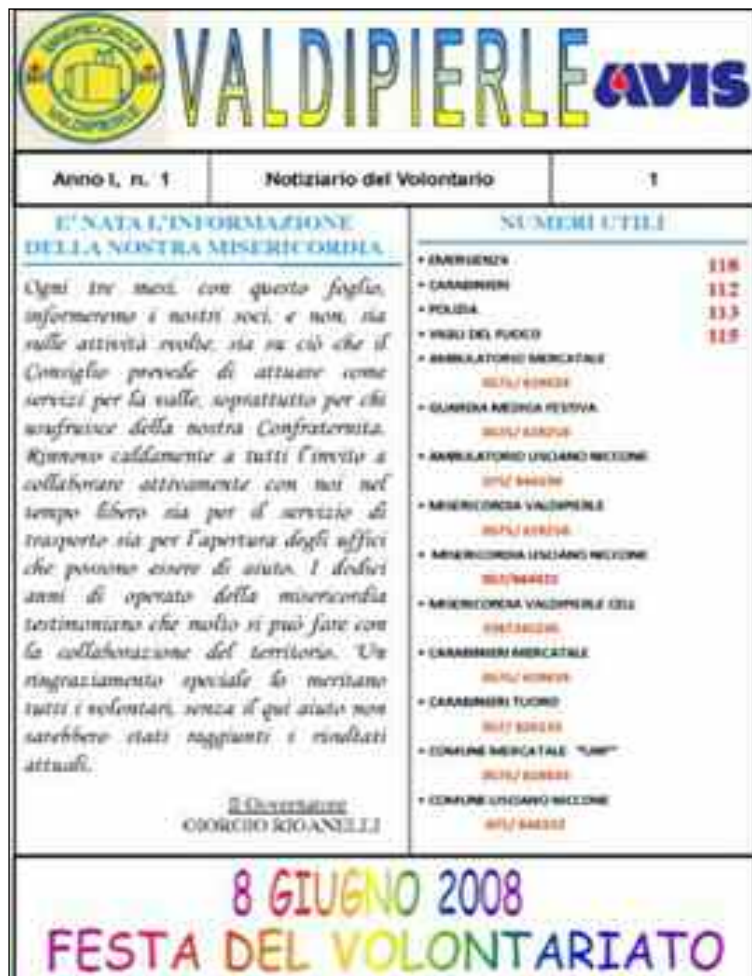 MISERICORDIA
VALDIPIERLE
VALDIPIERLE
AVIS
Anno I, n. 1
Notiziario del Volontario
1
E' NATA L'INFORMAZIONE
DELLA NOSTRA MISERICORDIA
Ogni tre mesi, con questo foglio,
informeremo i nostri soci, e non, sia
sulle attività svolte, sia su ciò che il
Consiglio prevede di attuare come
servizi per la valle, soprattutto per chi
usufruisce della nostra Confraternita.
Rinnovo caldamente a tutti l'invito a
collaborare attivamente con noi nel
tempo libero sia per il servizio di
trasporto sia per l'apertura degli uffici
che possono essere di aiuto. I dodici
anni di operato della misericordia
testimoniano che molto si può fare con
la collaborazione del territorio. Un
ringraziamento speciale lo meritano
tutti i volontari, senza il qui aiuto non
sarebbero stati raggiunti i risultati
attuali.
Il Governatore
GIORGIO RIGANELLI
NUMERI UTILI
• EMERGENZA 118
• CARABINIERI 112
• POLIZIA 113
• VIGILI DEL FUOCO 115
• AMBULATORIO MERCATALE
• GUARDIA MEDICA FESTIVA
• AMBULATORIO LISCIANO NICCONE
• MISERICORDIA VALDIPIERLE
• MISERICORDIA LISCIANO NICCONE
• MISERICORDIA VALDIPIERLE CELL
• CARABINIERI MERCATALE
• CARABINIERI TUORO
• COMUNE MERCATALE
• COMUNE LISCIANO NICCONE
8 GIUGNO 2008
FESTA DEL VOLONTARIATO